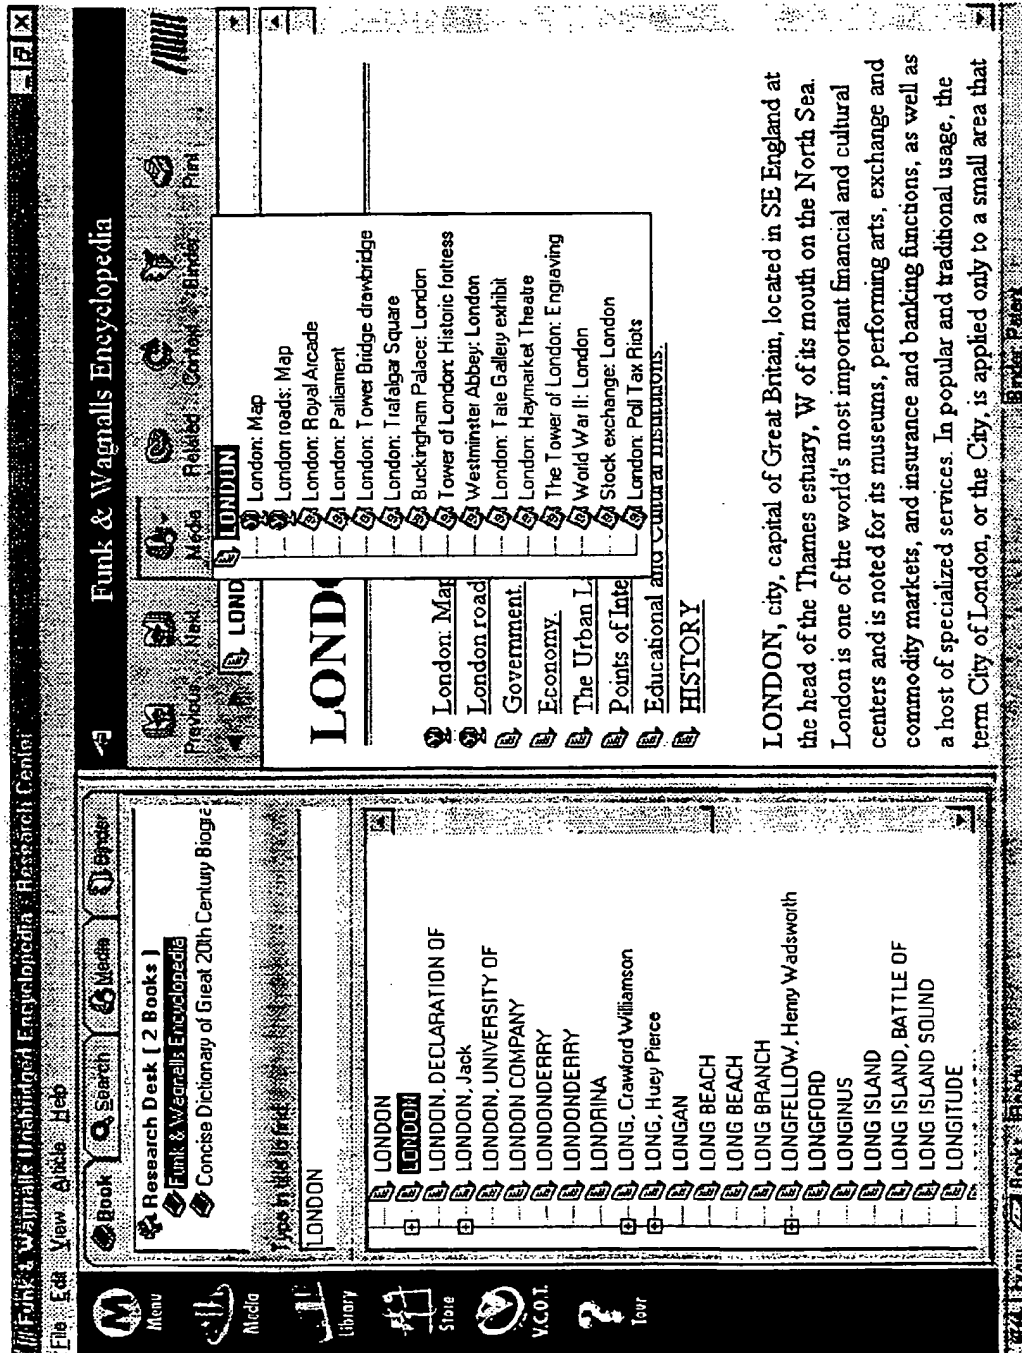 Funk & Wagnalls Unabridged Encyclopedia - Research Center
File Edit View Article Help
Menu
Media
Library
Store
V.C.O.T.
Tour
Book Search Media Binder
Research Desk [ 2 Books ]
Funk & Wagnalls Encyclopedia
Concise Dictionary of Great 20th Century Biogra
Type in title to find
LONDON
LONDON
LONDON
LONDON, DECLARATION OF
LONDON, Jack
LONDON, UNIVERSITY OF
LONDON COMPANY
LONDONDERRY
LONDONDERRY
LONDRINA
LONG, Crawford Williamson
LONG, Huey Pierce
LONGAN
LONG BEACH
LONG BEACH
LONG BRANCH
LONGFELLOW, Henry Wadsworth
LONGFORD
LONGINUS
LONG ISLAND
LONG ISLAND, BATTLE OF
LONG ISLAND SOUND
LONGITUDE
Funk & Wagnalls Encyclopedia
Previous Next Media Related Context Binder Print
LOND
LONDON
London: Map
London roads: Map
London: Royal Arcade
London: Parliament
London: Tower Bridge drawbridge
London: Trafalgar Square
Buckingham Palace: London
Tower of London: Historic fortress
Westminster Abbey: London
London: Tate Gallery exhibit
London: Haymarket Theatre
The Tower of London: Engraving
World War II: London
Stock exchange: London
London: Poll Tax Riots
LOND
London: Map
London road
Government.
Economy.
The Urban L
Points of Inte
Educational and Cultural Institutions.
HISTORY
LONDON, city, capital of Great Britain, located in SE England at
the head of the Thames estuary, W of its mouth on the North Sea.
London is one of the world's most important financial and cultural
centers and is noted for its museums, performing arts, exchange and
commodity markets, and insurance and banking functions, as well as
a host of specialized services. In popular and traditional usage, the
term City of London, or the City, is applied only to a small area that
Book Ready
Binder: Patent